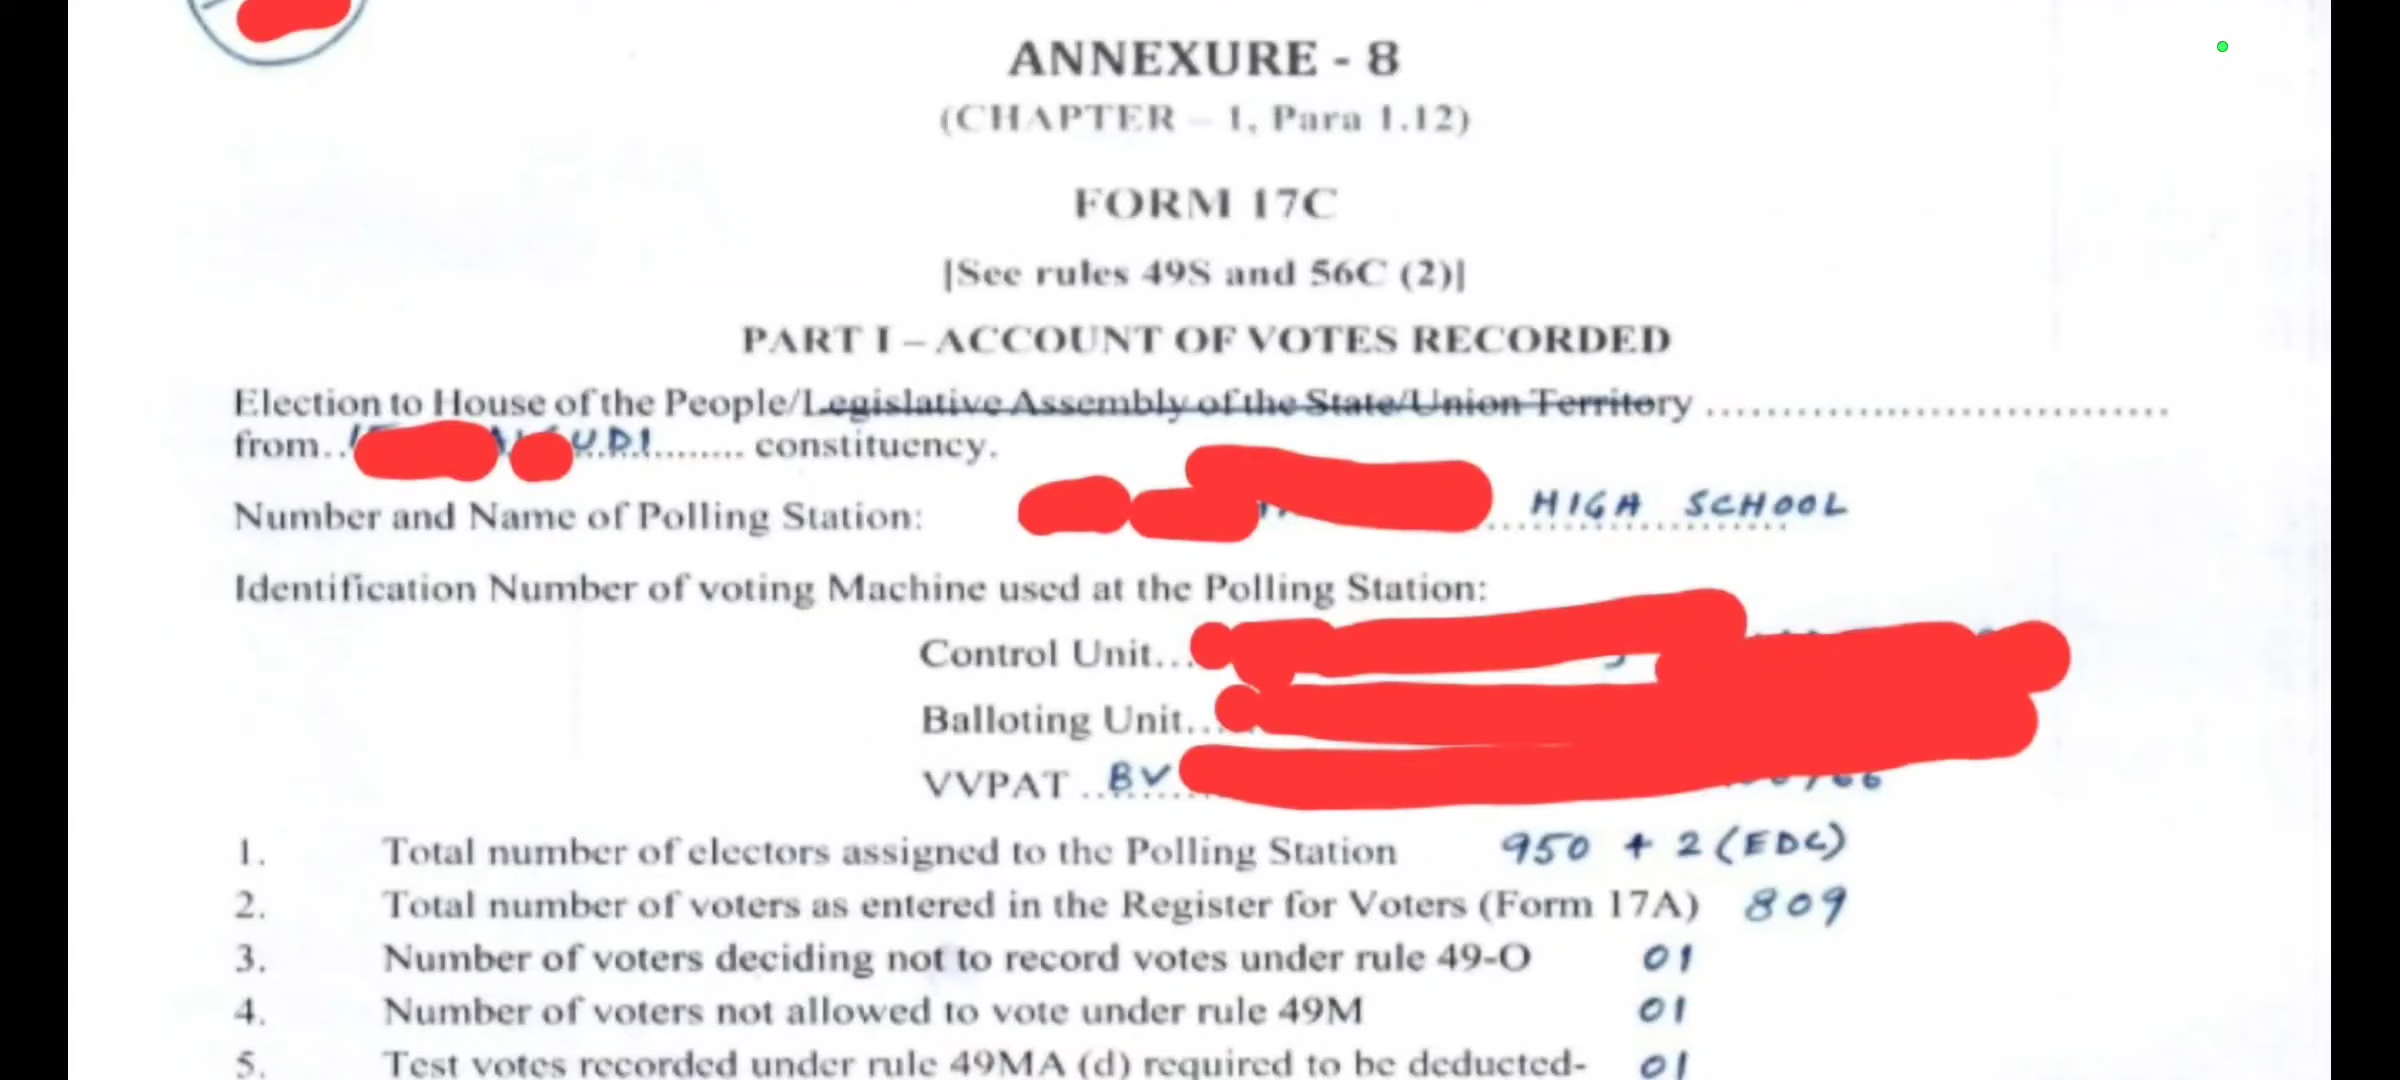 ANNEXURE - 8
(CHAPTER – 1, Para 1.12)
FORM 17C
[See rules 49S and 56C (2)]
PART I – ACCOUNT OF VOTES RECORDED
Election to House of the People/Legislative Assembly of the State/Union Territory ....................................
from.. UDI......... constituency.
Number and Name of Polling Station: HIGH SCHOOL
Identification Number of voting Machine used at the Polling Station:
Control Unit...
Balloting Unit...
VVPAT ..BV
1. Total number of electors assigned to the Polling Station 950 + 2 (EDC)
2. Total number of voters as entered in the Register for Voters (Form 17A) 809
3. Number of voters deciding not to record votes under rule 49-O 01
4. Number of voters not allowed to vote under rule 49M 01
5. Test votes recorded under rule 49MA (d) required to be deducted- 01